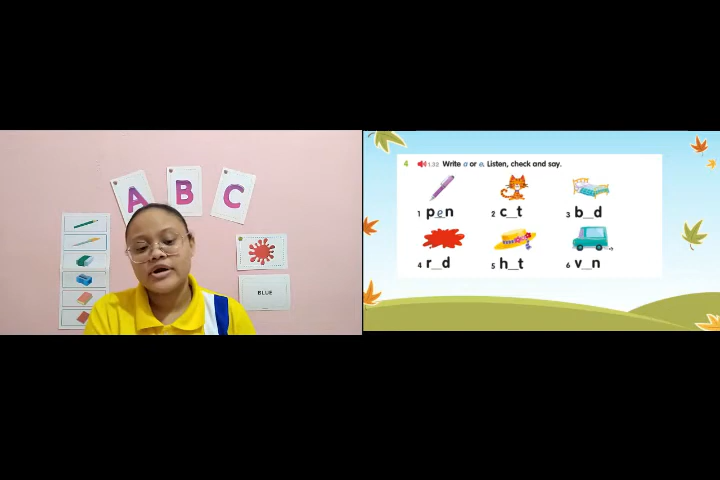 A B C
BLUE
4 1.33 Write a or e. Listen, check and say.
1 pen 2 c_t 3 b_d
4 r_d 5 h_t 6 v_n